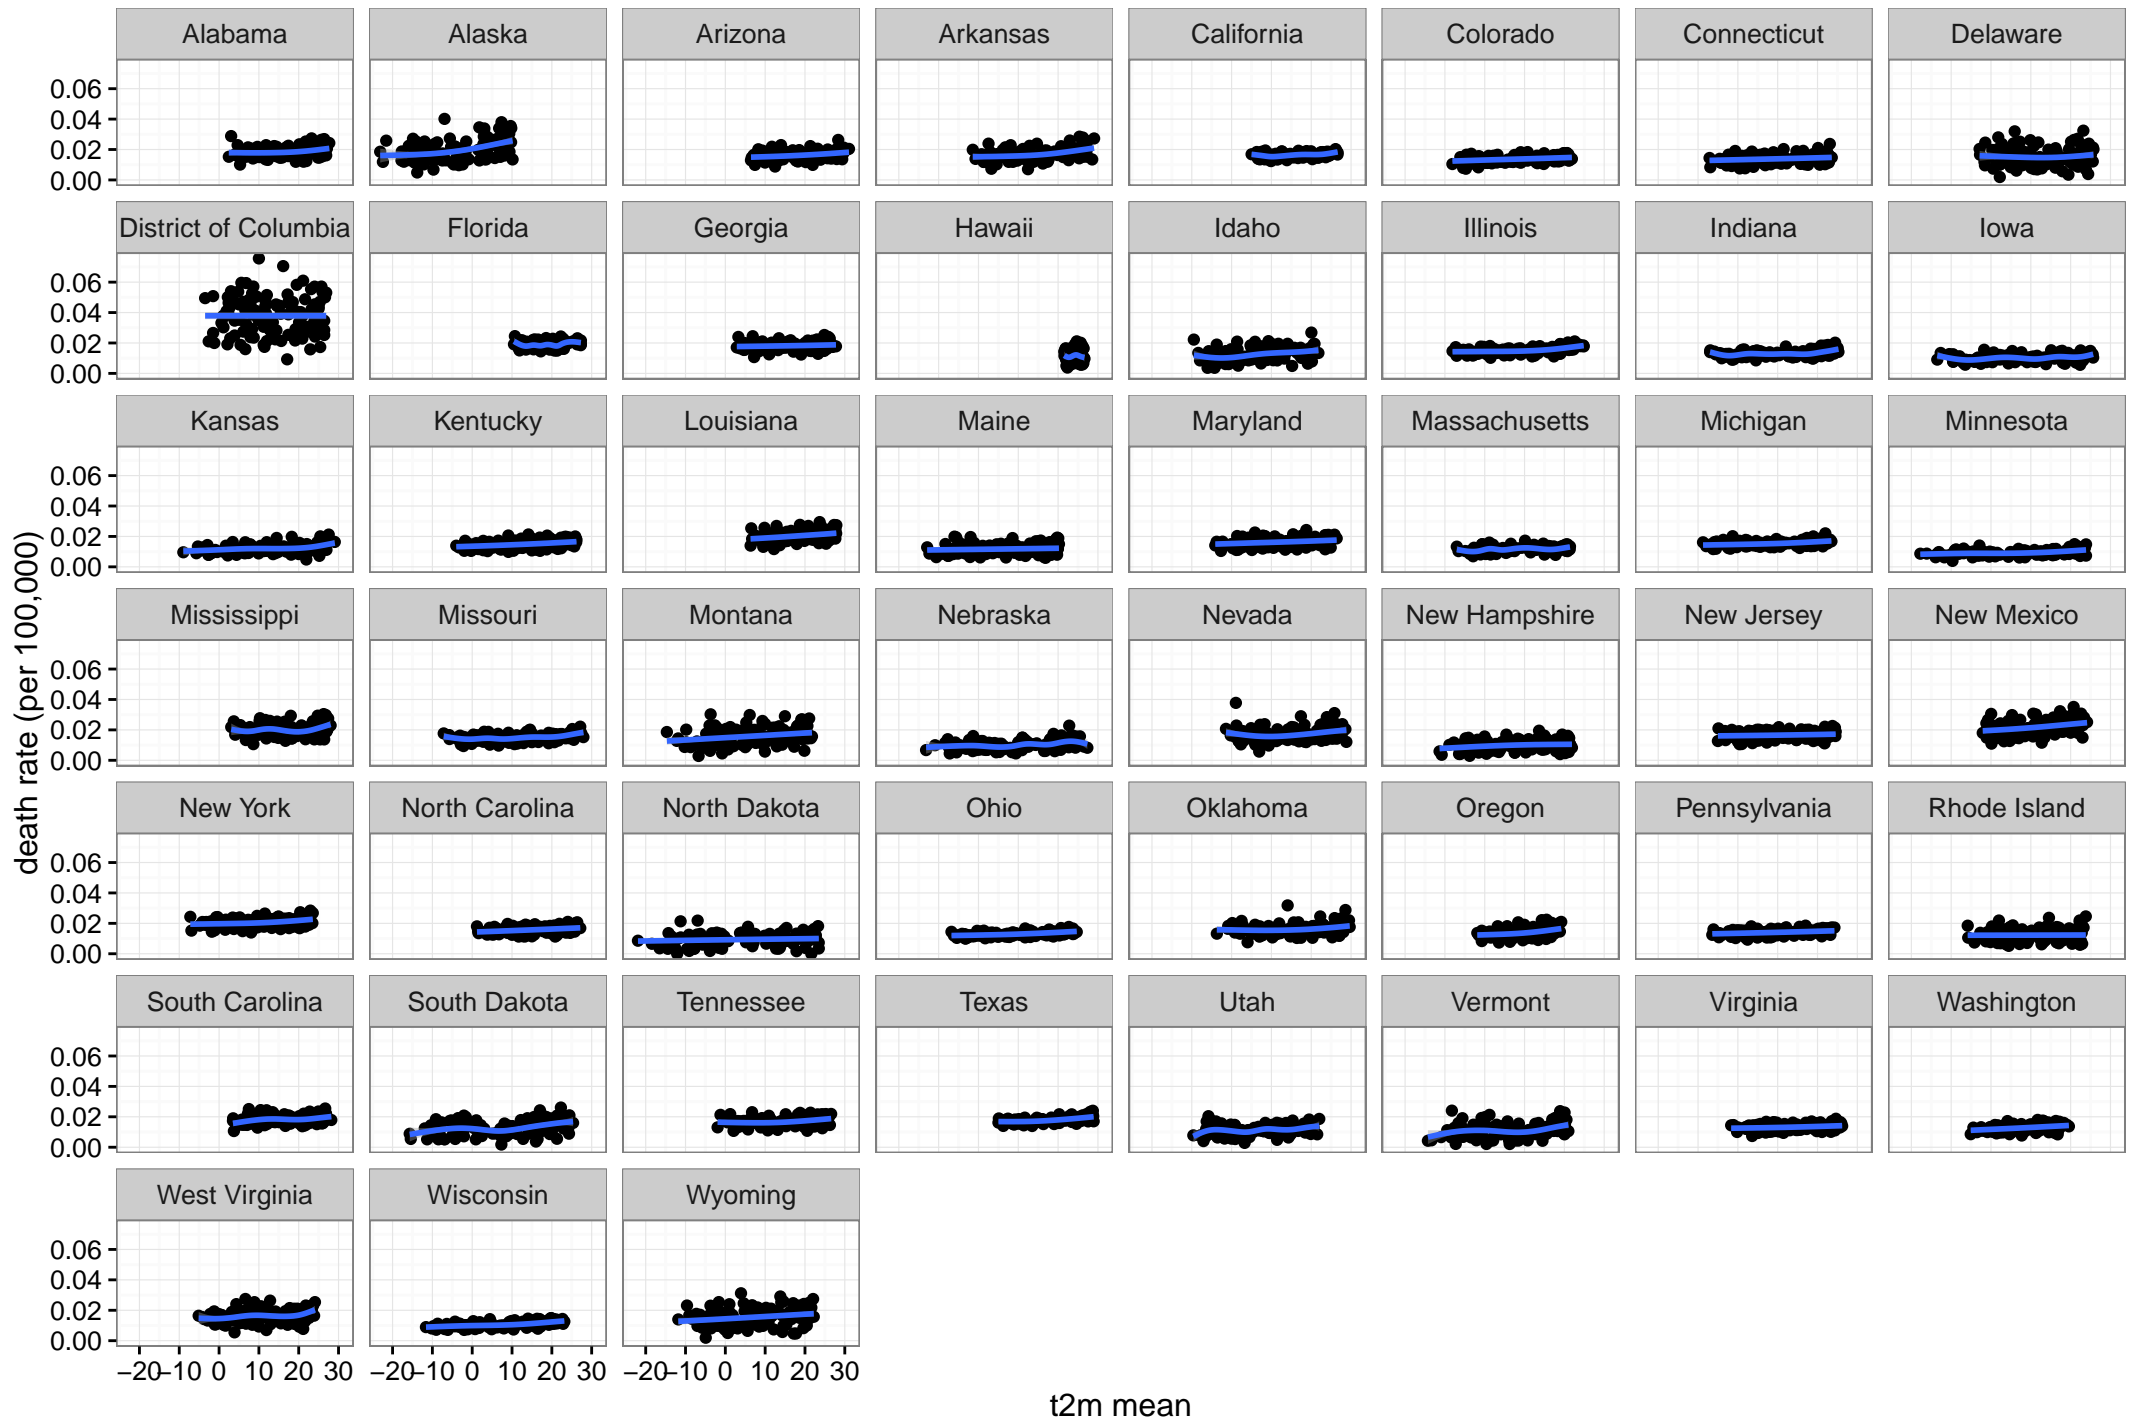 Alabama Alaska Arizona Arkansas California Colorado Connecticut Delaware
0.06
0.04
0.02
0.00
District of Columbia Florida Georgia Hawaii Idaho Illinois Indiana Iowa
0.06
0.04
0.02
0.00
Kansas Kentucky Louisiana Maine Maryland Massachusetts Michigan Minnesota
0.06
0.04
0.02
0.00
Mississippi Missouri Montana Nebraska Nevada New Hampshire New Jersey New Mexico
0.06
0.04
0.02
0.00
New York North Carolina North Dakota Ohio Oklahoma Oregon Pennsylvania Rhode Island
0.06
0.04
0.02
0.00
South Carolina South Dakota Tennessee Texas Utah Vermont Virginia Washington
0.06
0.04
0.02
0.00
West Virginia Wisconsin Wyoming
0.06
0.04
0.02
0.00
−20 −10 0 10 20 30 −20 −10 0 10 20 30 −20 −10 0 10 20 30
t2m mean
death rate (per 100,000)